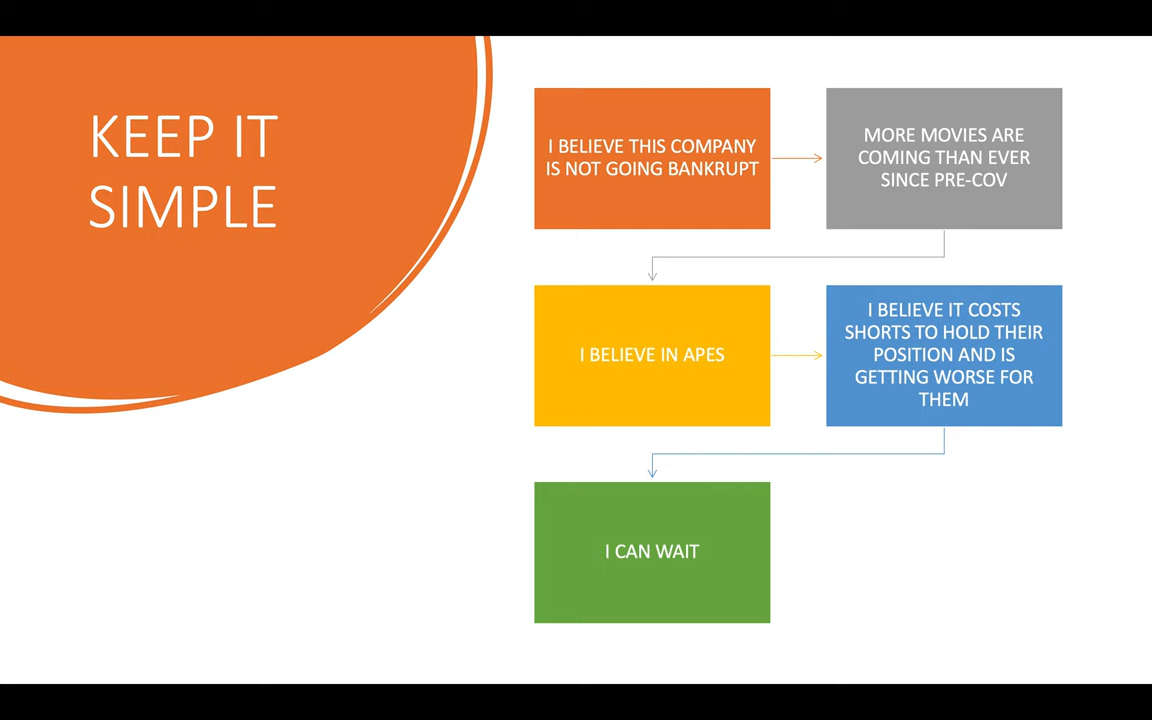 KEEP IT
SIMPLE
I BELIEVE THIS COMPANY
IS NOT GOING BANKRUPT
MORE MOVIES ARE
COMING THAN EVER
SINCE PRE-COV
I BELIEVE IN APES
I BELIEVE IT COSTS
SHORTS TO HOLD THEIR
POSITION AND IS
GETTING WORSE FOR
THEM
I CAN WAIT